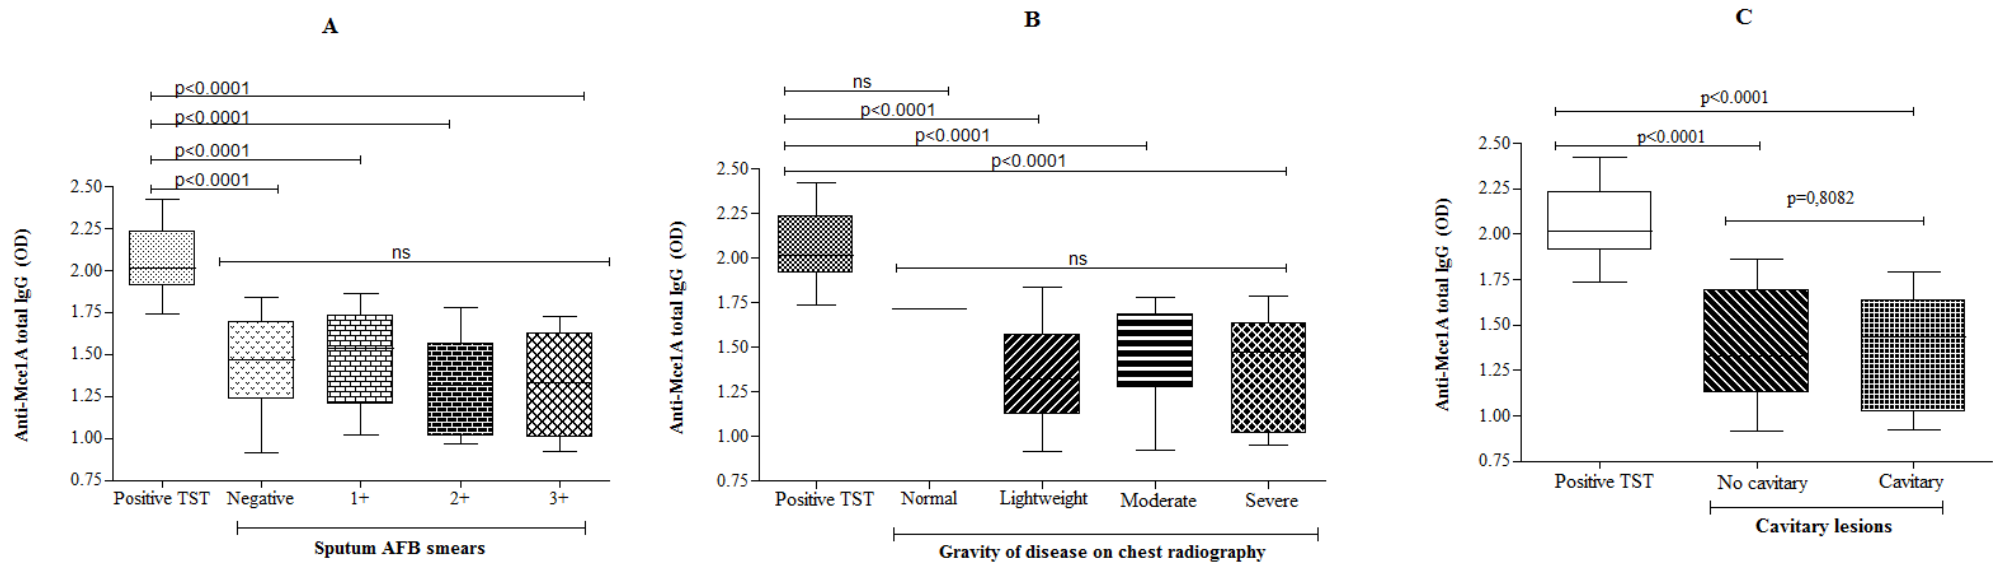 A
p<0.0001
p<0.0001
p<0.0001
p<0.0001
ns
Anti-Mce1A total IgG (OD)
2.50
2.25
2.00
1.75
1.50
1.25
1.00
0.75
Positive TST Negative 1+ 2+ 3+
Sputum AFB smears
B
ns
p<0.0001
p<0.0001
p<0.0001
ns
Anti-Mce1A total IgG (OD)
2.50
2.25
2.00
1.75
1.50
1.25
1.00
0.75
Positive TST Normal Lightweight Moderate Severe
Gravity of disease on chest radiography
C
p<0.0001
p<0.0001
p=0,8082
Anti-Mce1A total IgG (OD)
2.50
2.25
2.00
1.75
1.50
1.25
1.00
0.75
Positive TST No cavitary Cavitary
Cavitary lesions